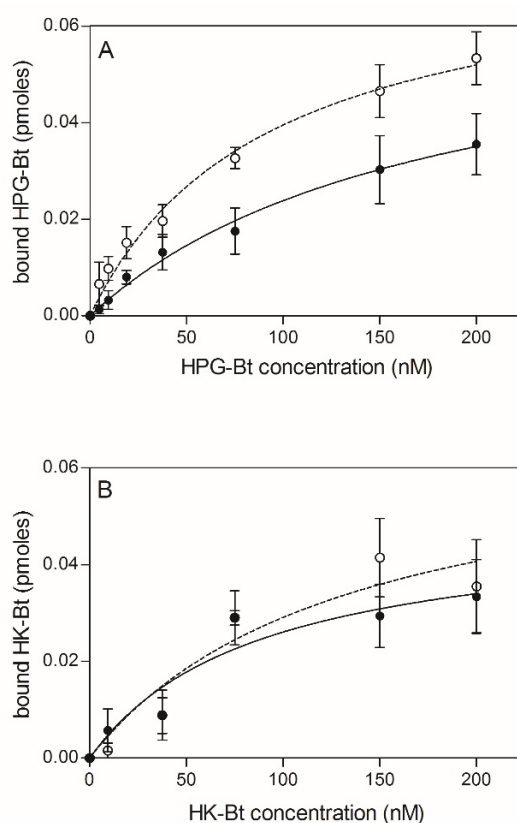 A
0.06
0.04
0.02
0.00
bound HPG-Bt (pmoles)
0 50 100 150 200
HPG-Bt concentration (nM)
B
0.06
0.04
0.02
0.00
bound HK-Bt (pmoles)
0 50 100 150 200
HK-Bt concentration (nM)